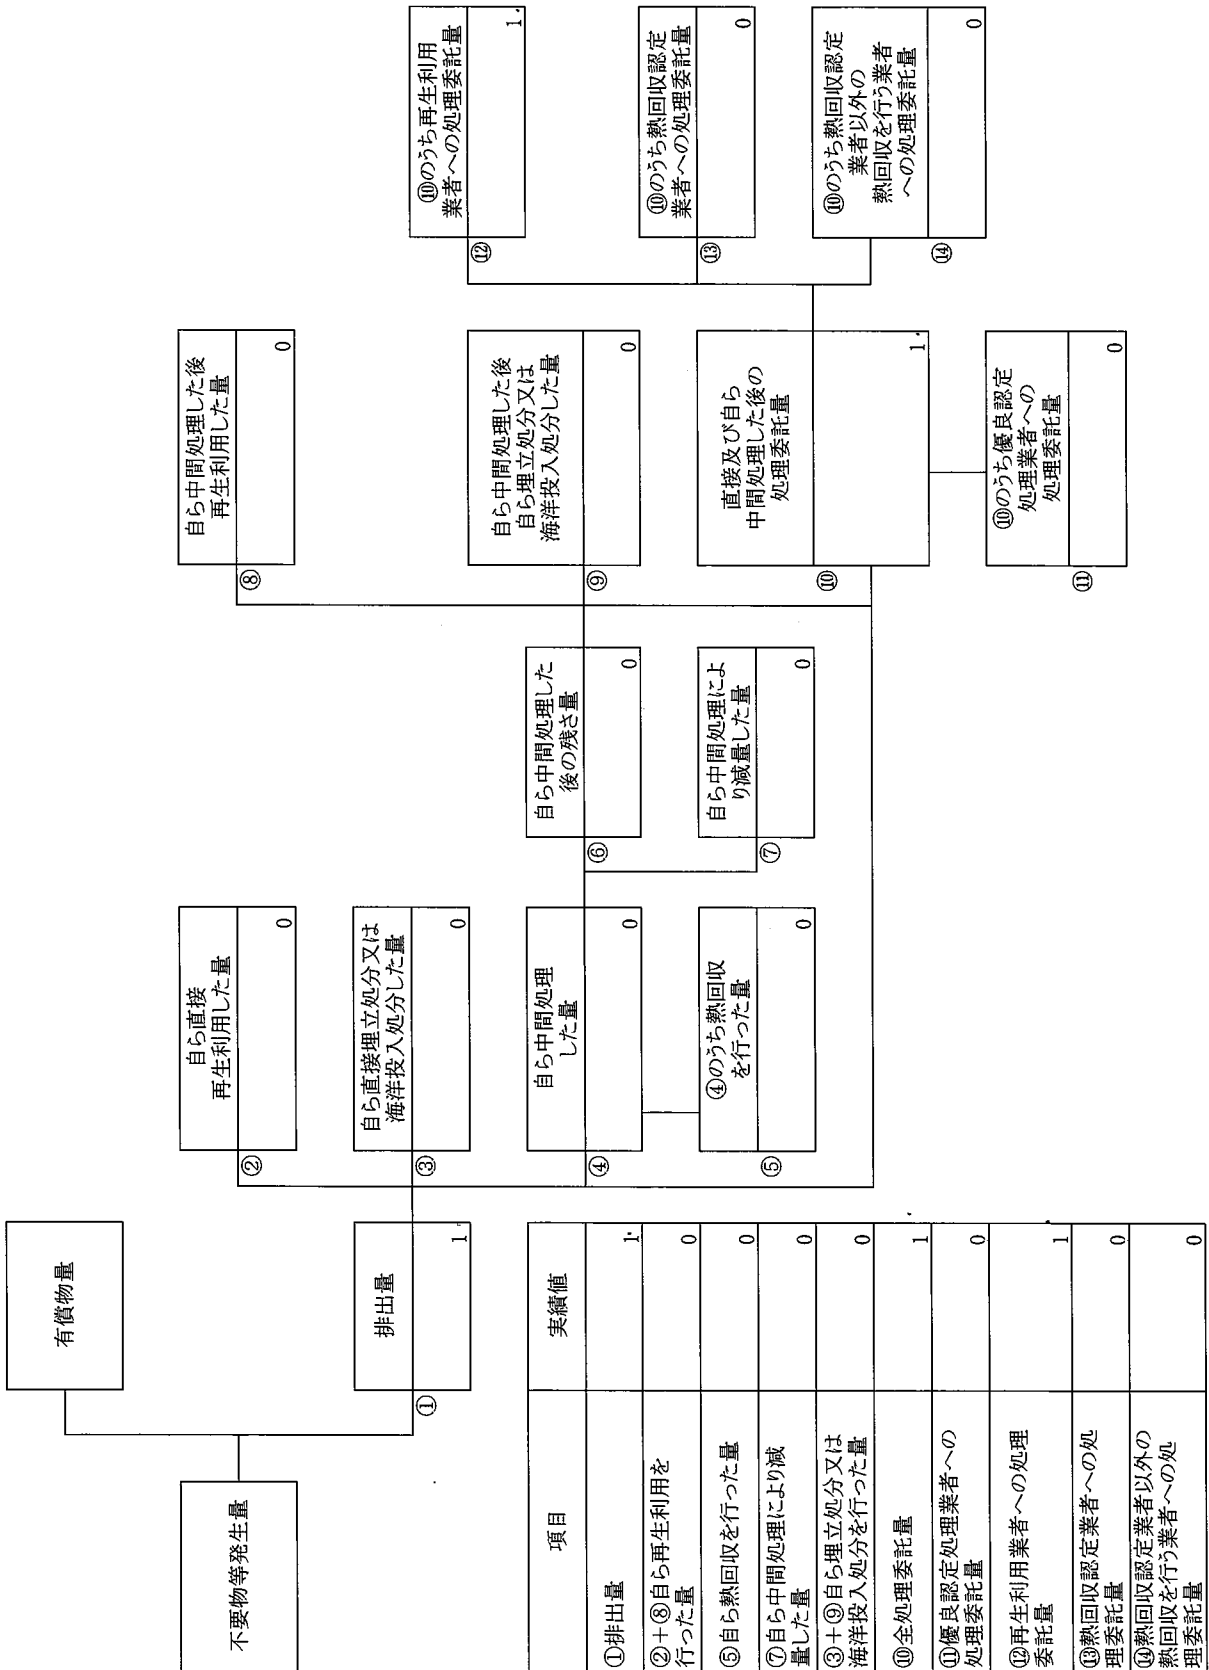 不要物等発生量
有償物量
排出量
①
1
自ら直接
再生利用した量
②
0
自ら直接埋立処分又は
海洋投入処分した量
③
0
自ら中間処理
した量
④
0
④のうち熱回収
を行った量
⑤
0
自ら中間処理した
後の残さ量
⑥
0
自ら中間処理によ
り減量した量
⑦
0
自ら中間処理した後
再生利用した量
⑧
0
自ら中間処理した後
自ら埋立処分又は
海洋投入処分した量
⑨
0
直接及び自ら
中間処理した後の
処理委託量
⑩
1
⑩のうち優良認定
処理業者への
処理委託量
⑪
0
⑩のうち再生利用
業者への処理委託量
⑫
1
⑩のうち熱回収認定
業者への処理委託量
⑬
0
⑩のうち熱回収認定
業者以外の
熱回収を行う業者
への処理委託量
⑭
0
項目 実績値
①排出量 1
②+⑧自ら再生利用を
行った量 0
⑤自ら熱回収を行った量 0
⑦自ら中間処理により減
量した量 0
③+⑨自ら埋立処分又は
海洋投入処分を行った量 0
⑩全処理委託量 1
⑪優良認定処理業者への
処理委託量 0
⑫再生利用業者への処理
委託量 1
⑬熱回収認定業者への処
理委託量 0
⑭熱回収認定業者以外の
熱回収を行う業者への処
理委託量 0